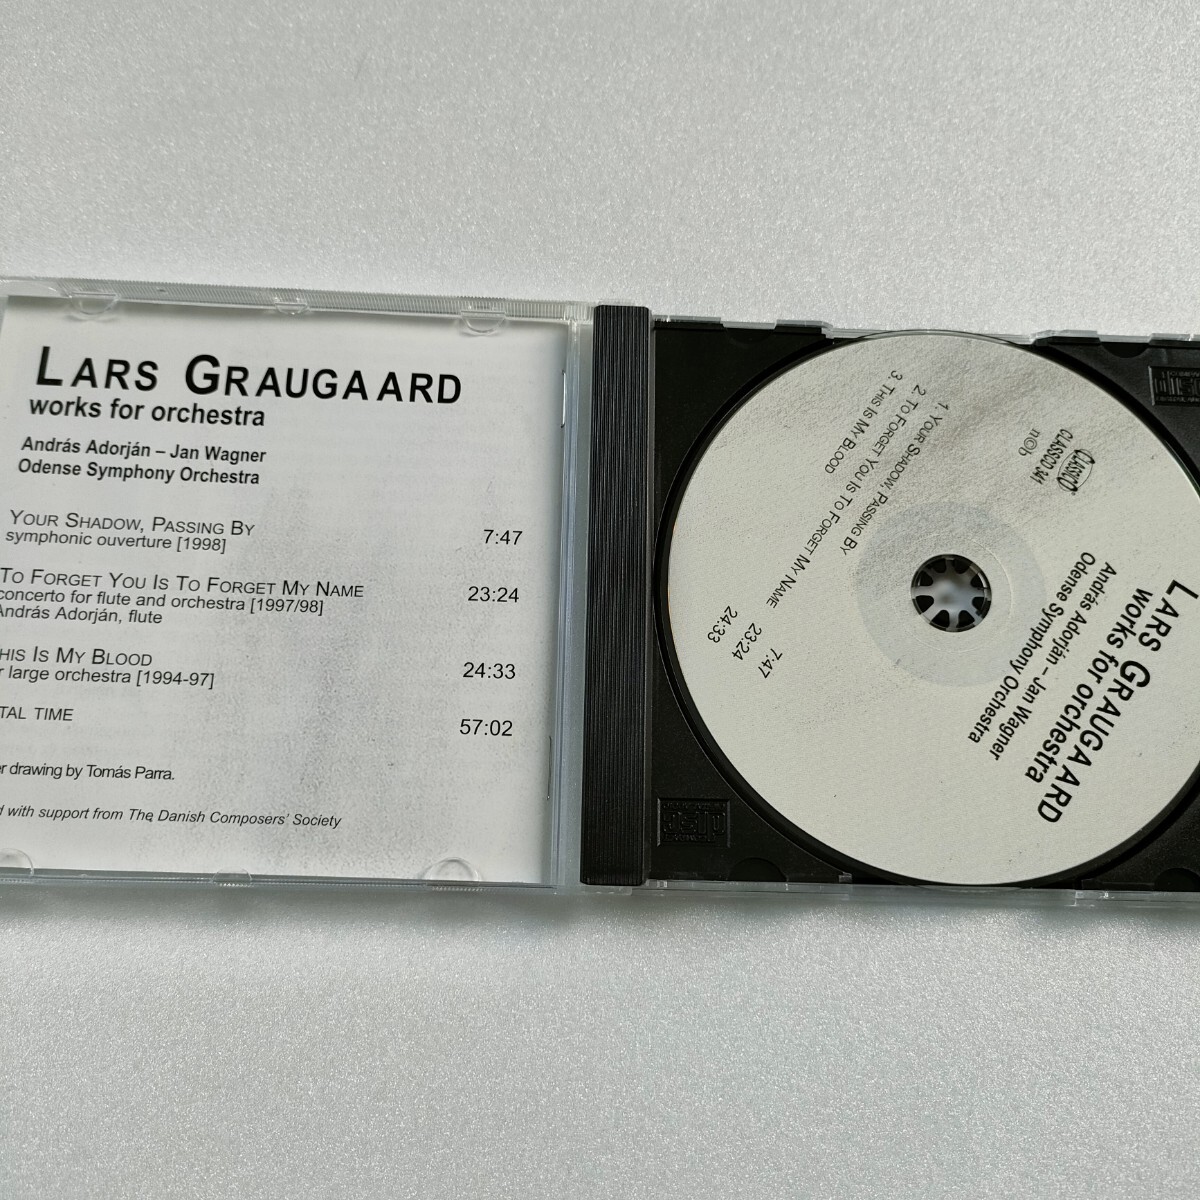 LARS GRAUGAARD
works for orchestra
András Adorján – Jan Wagner
Odense Symphony Orchestra
YOUR SHADOW, PASSING BY 7:47
symphonic ouverture [1998]
TO FORGET YOU IS TO FORGET MY NAME 23:24
concerto for flute and orchestra [1997/98]
András Adorján, flute
HIS IS MY BLOOD 24:33
r large orchestra [1994-97]
TAL TIME 57:02
er drawing by Tomás Parra.
d with support from The Danish Composers' Society
LARS GRAUGAARD
works for orchestra
András Adorján – Jan Wagner
Odense Symphony Orchestra
CLASSICO
CLASSCD 341
n©b
1. YOUR SHADOW, PASSING BY 7:47
2. TO FORGET YOU IS TO FORGET MY NAME 23:24
3. THIS IS MY BLOOD 24:33